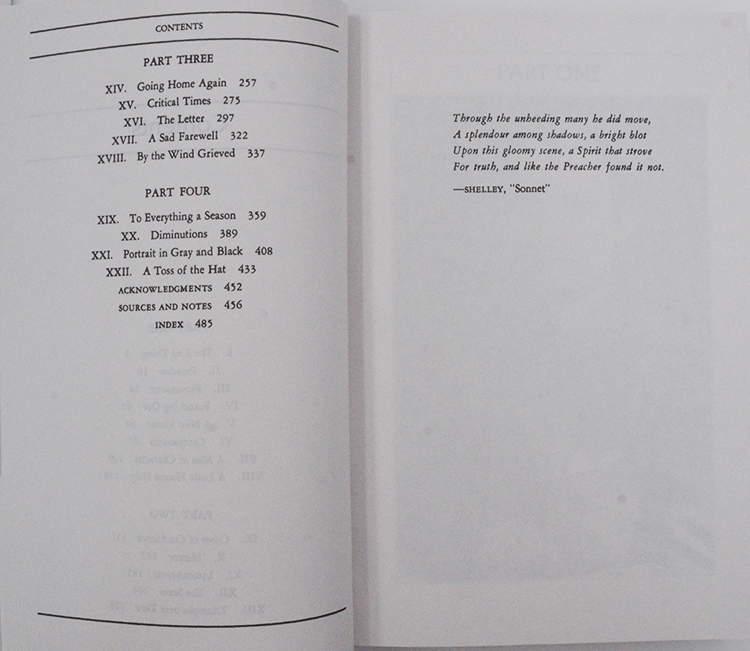 CONTENTS
PART THREE
XIV. Going Home Again 257
XV. Critical Times 275
XVI. The Letter 297
XVII. A Sad Farewell 322
XVIII. By the Wind Grieved 337
PART FOUR
XIX. To Everything a Season 359
XX. Diminutions 389
XXI. Portrait in Gray and Black 408
XXII. A Toss of the Hat 433
ACKNOWLEDGMENTS 452
SOURCES AND NOTES 456
INDEX 485
PART ONE
Through the unheeding many he did move,
A splendour among shadows, a bright blot
Upon this gloomy scene, a Spirit that strove
For truth, and like the Preacher found it not.
—SHELLEY, "Sonnet"